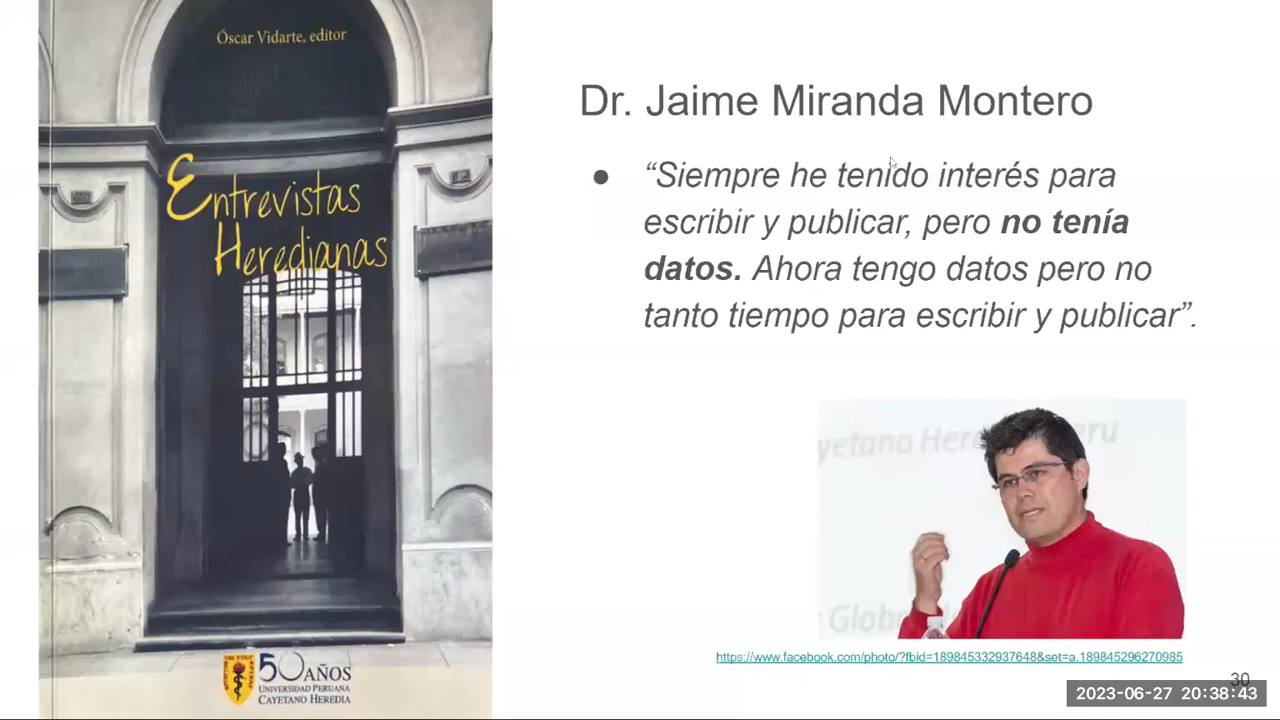 Óscar Vidarte, editor
Entrevistas
Heredianas
50 AÑOS
UNIVERSIDAD PERUANA
CAYETANO HEREDIA
Dr. Jaime Miranda Montero
● “Siempre he tenido interés para
escribir y publicar, pero no tenía
datos. Ahora tengo datos pero no
tanto tiempo para escribir y publicar”.
https://www.facebook.com/photo/?fbid=189845332937648&set=a.189845296270985
30
2023-06-27 20:38:43